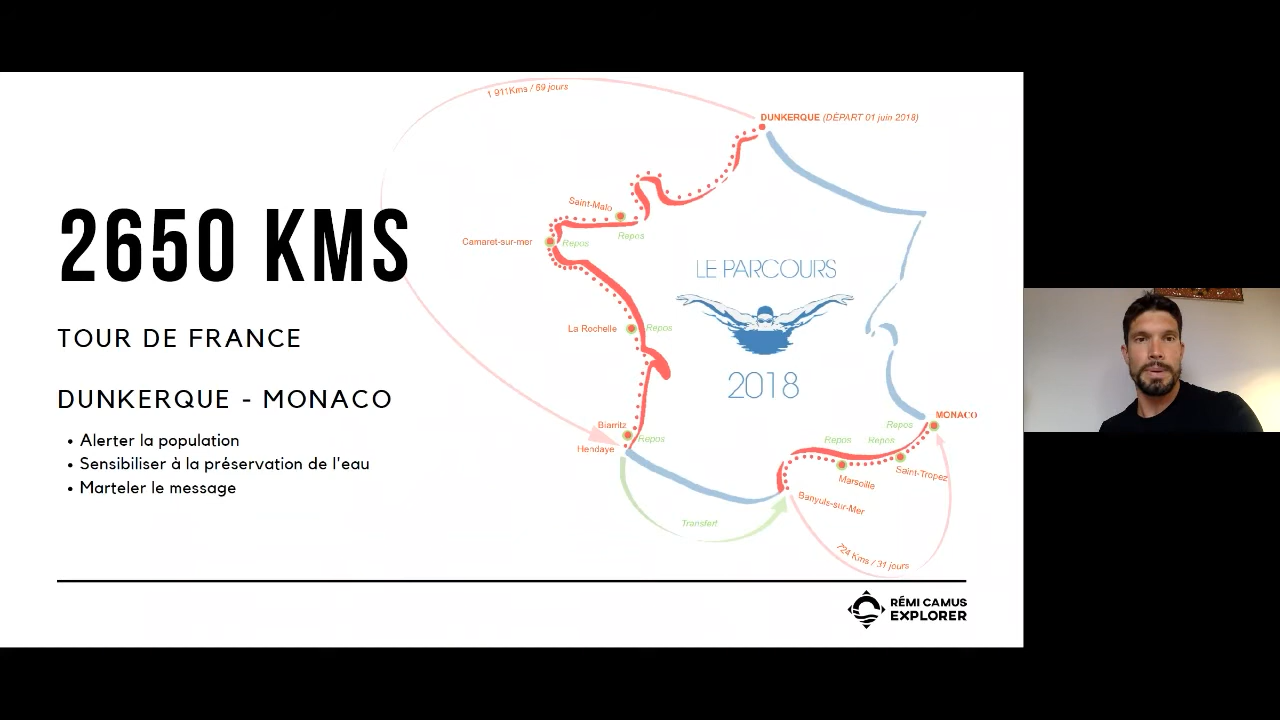 1 911Kms / 69 jours
DUNKERQUE (DÉPART 01 juin 2018)
2650 KMS
TOUR DE FRANCE
DUNKERQUE - MONACO
• Alerter la population
• Sensibiliser à la préservation de l'eau
• Marteler le message
Saint-Malo
Repos
Camaret-sur-mer
Repos
LE PARCOURS
2018
La Rochelle
Repos
Biarritz
Repos
Hendaye
MONACO
Repos
Repos
Repos
Saint-Tropez
Marseille
Banyuls-sur-Mer
Transfert
724 Kms / 31 jours
RÉMI CAMUS
EXPLORER